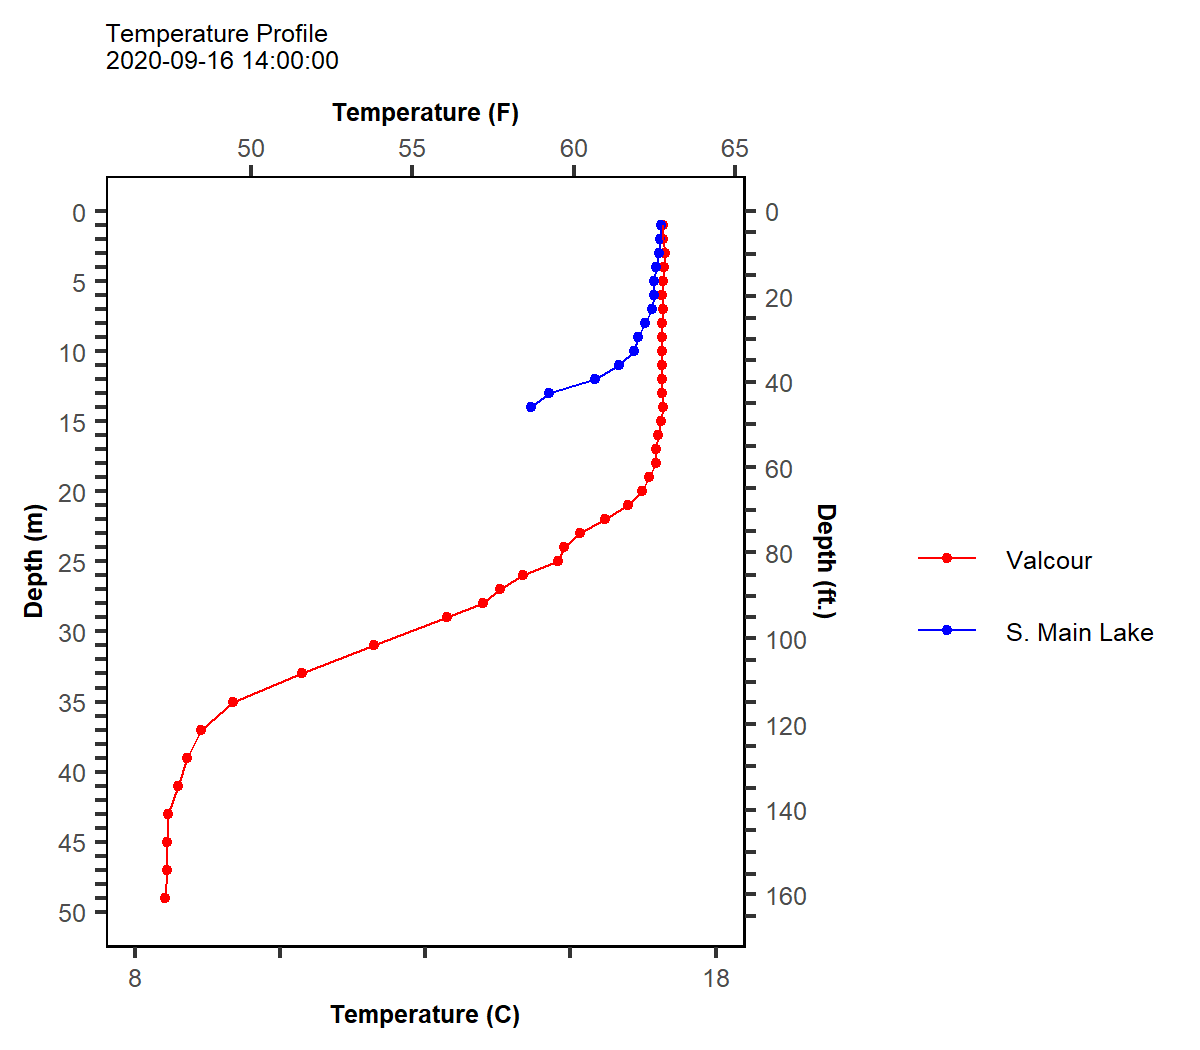 Temperature Profile
2020-09-16 14:00:00
Temperature (F)
50 55 60 65
0
5
10
15
20
25
30
35
40
45
50
Depth (m)
0
20
40
60
80
100
120
140
160
Depth (ft.)
Valcour
S. Main Lake
8 18
Temperature (C)